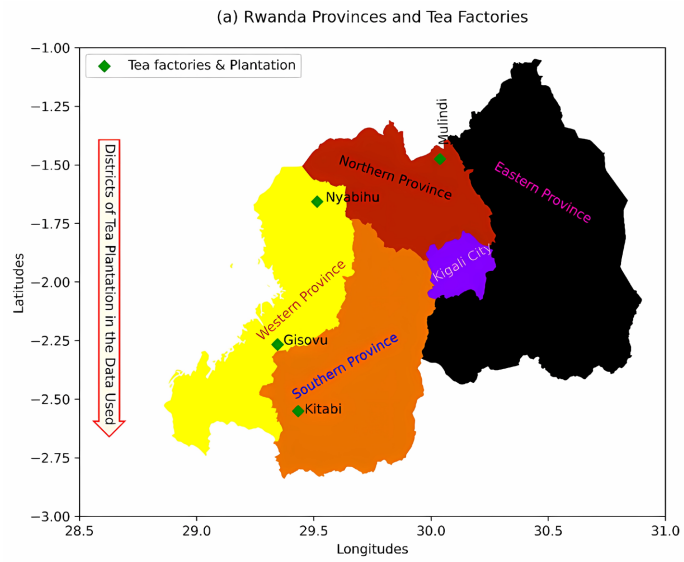 (a) Rwanda Provinces and Tea Factories
Tea factories & Plantation
−1.00
−1.25
−1.50
−1.75
−2.00
−2.25
−2.50
−2.75
−3.00
Latitudes
Districts of Tea Plantation in the Data Used
Mulindi
Northern Province
Eastern Province
Nyabihu
Kigali City
Western Province
Gisovu
Southern Province
Kitabi
28.5 29.0 29.5 30.0 30.5 31.0
Longitudes